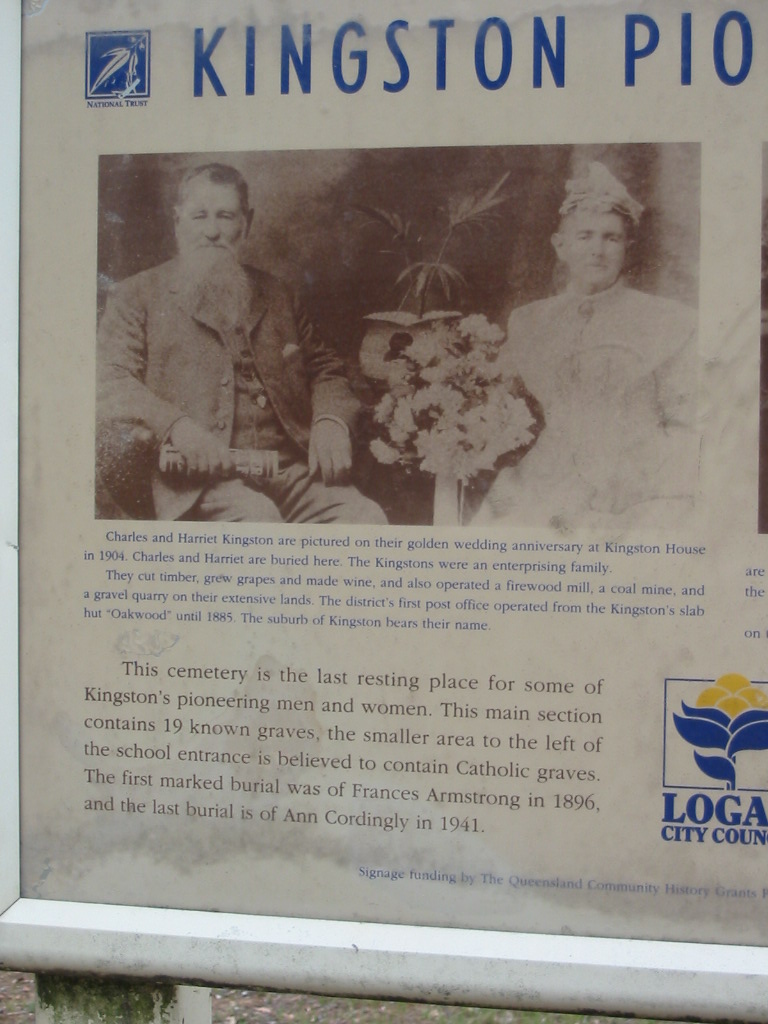 NATIONAL TRUST
KINGSTON PIO
Charles and Harriet Kingston are pictured on their golden wedding anniversary at Kingston House
in 1904. Charles and Harriet are buried here. The Kingstons were an enterprising family.
They cut timber, grew grapes and made wine, and also operated a firewood mill, a coal mine, and
a gravel quarry on their extensive lands. The district's first post office operated from the Kingston's slab
hut "Oakwood" until 1885. The suburb of Kingston bears their name.
are
the
on
This cemetery is the last resting place for some of
Kingston's pioneering men and women. This main section
contains 19 known graves, the smaller area to the left of
the school entrance is believed to contain Catholic graves.
The first marked burial was of Frances Armstrong in 1896,
and the last burial is of Ann Cordingly in 1941.
LOGA
CITY COUNC
Signage funding by The Queensland Community History Grants P